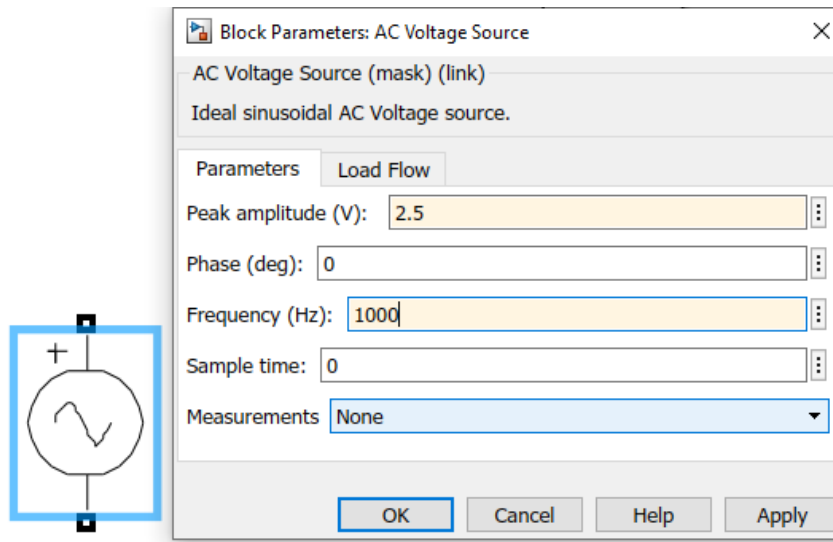 Block Parameters: AC Voltage Source
AC Voltage Source (mask) (link)
Ideal sinusoidal AC Voltage source.
Parameters Load Flow
Peak amplitude (V): 2.5
Phase (deg): 0
Frequency (Hz): 1000
Sample time: 0
Measurements None
OK Cancel Help Apply
+